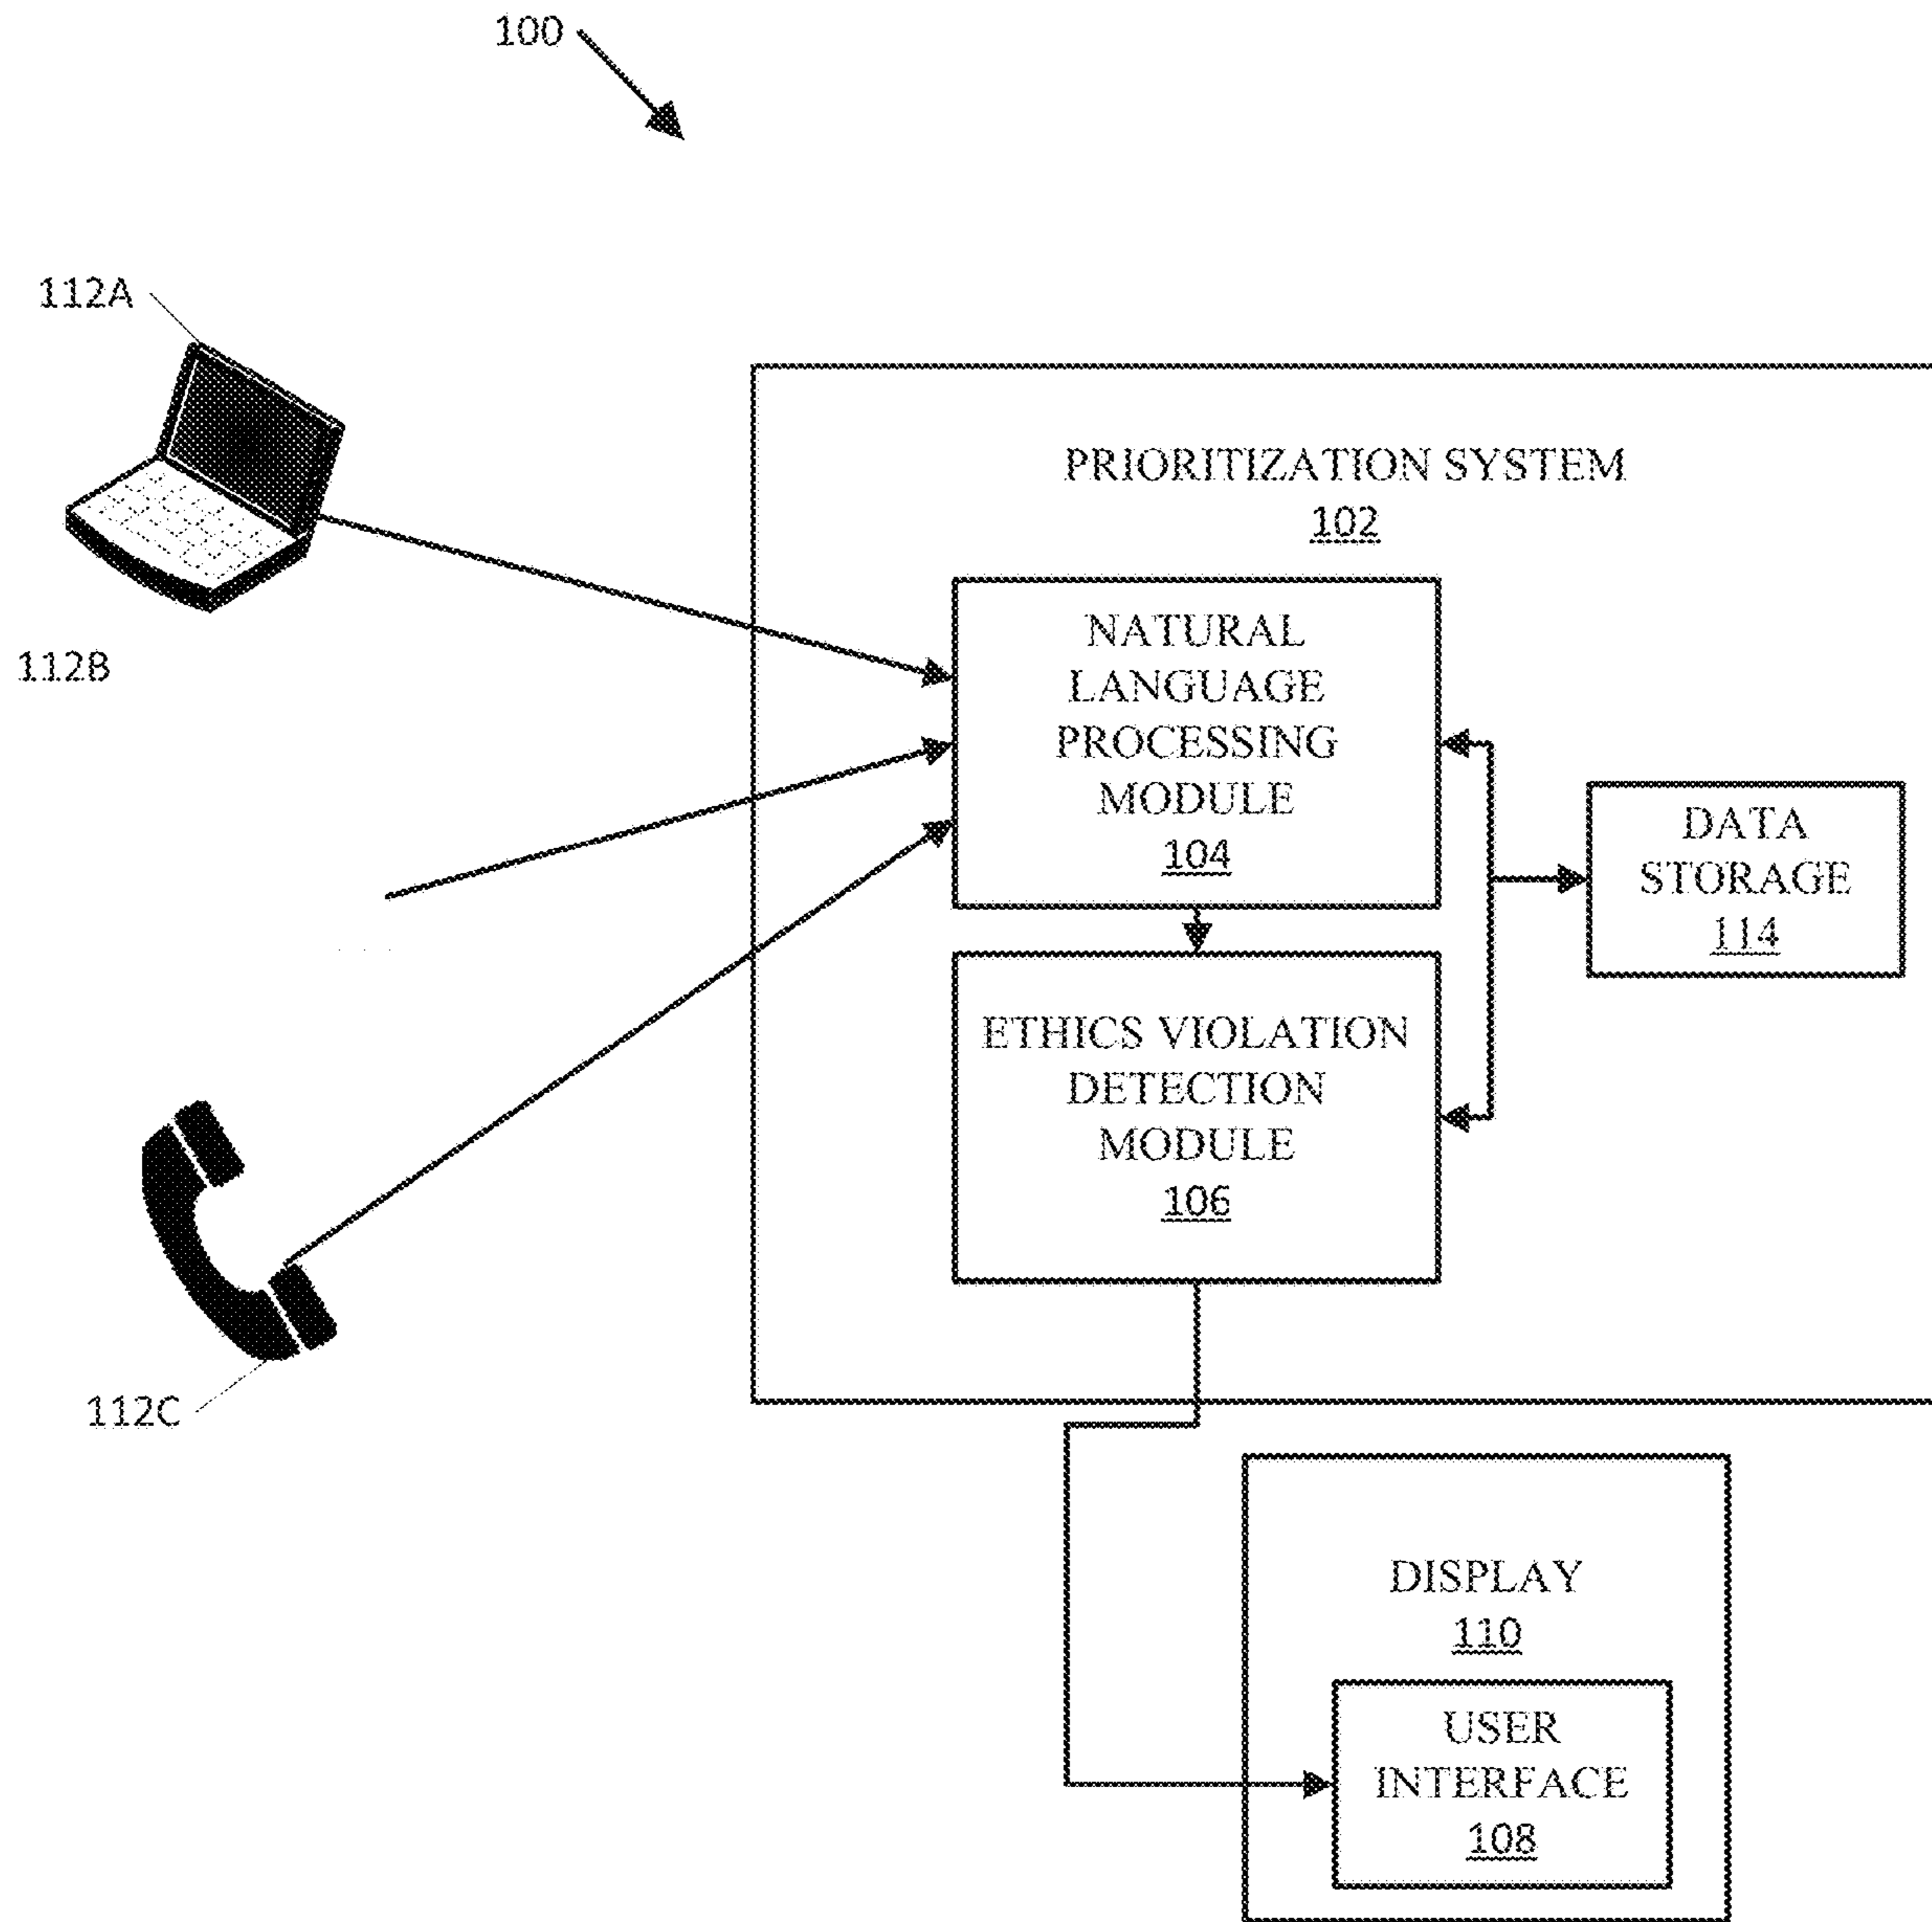 100
112A
PRIORITIZATION SYSTEM
102
NATURAL
LANGUAGE
PROCESSING
MODULE
104
112B
DATA
STORAGE
114
ETHICS VIOLATION
DETECTION
MODULE
106
112C
DISPLAY
110
USER
INTERFACE
108